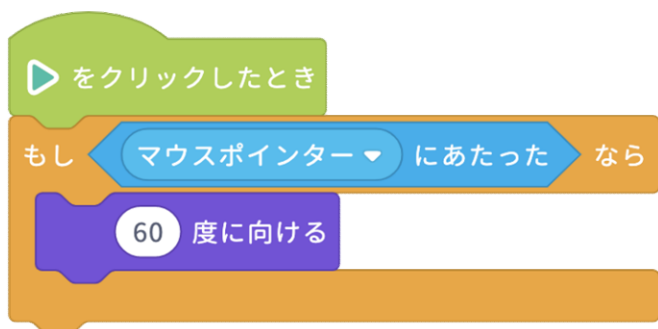 をクリックしたとき
もし マウスポインター にあたった なら
60 度に向ける